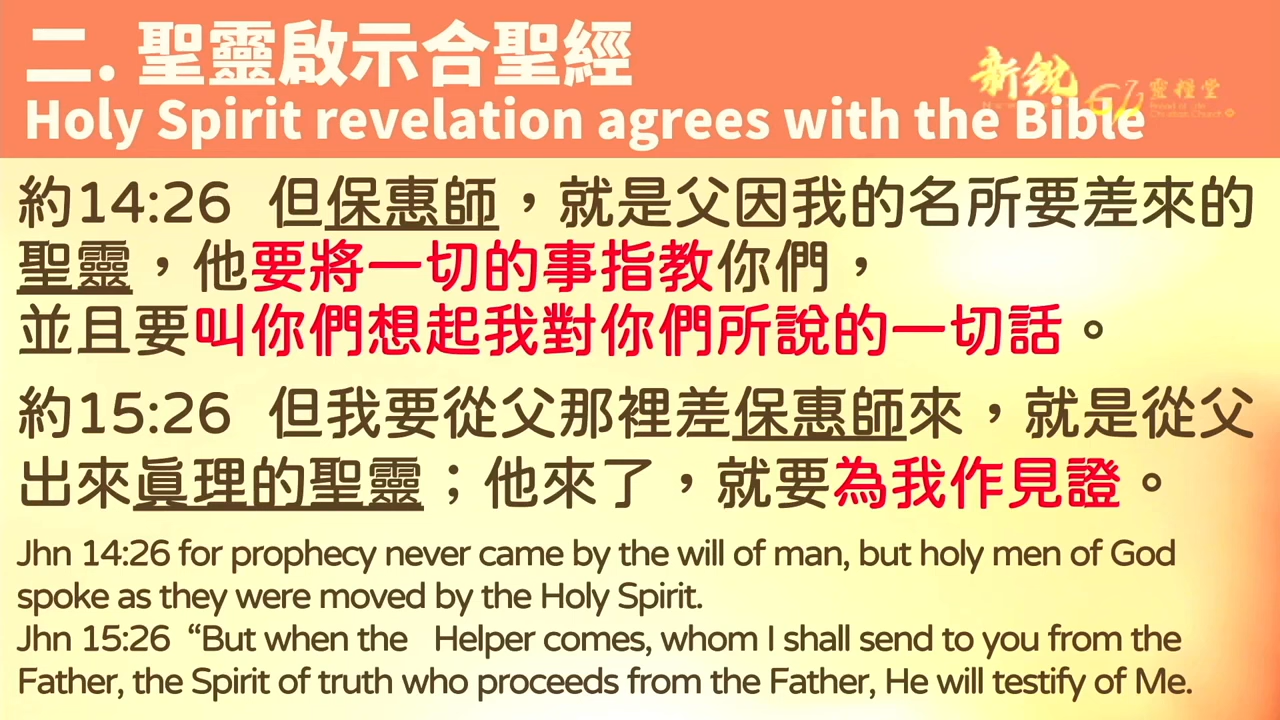 二. 聖靈啟示合聖經
Holy Spirit revelation agrees with the Bible
新銳
靈糧堂
約14:26 但保惠師，就是父因我的名所要差來的
聖靈，他要將一切的事指教你們，
並且要叫你們想起我對你們所說的一切話。
約15:26 但我要從父那裡差保惠師來，就是從父
出來眞理的聖靈；他來了，就要為我作見證。
Jhn 14:26 for prophecy never came by the will of man, but holy men of God
spoke as they were moved by the Holy Spirit.
Jhn 15:26 “But when the Helper comes, whom I shall send to you from the
Father, the Spirit of truth who proceeds from the Father, He will testify of Me.